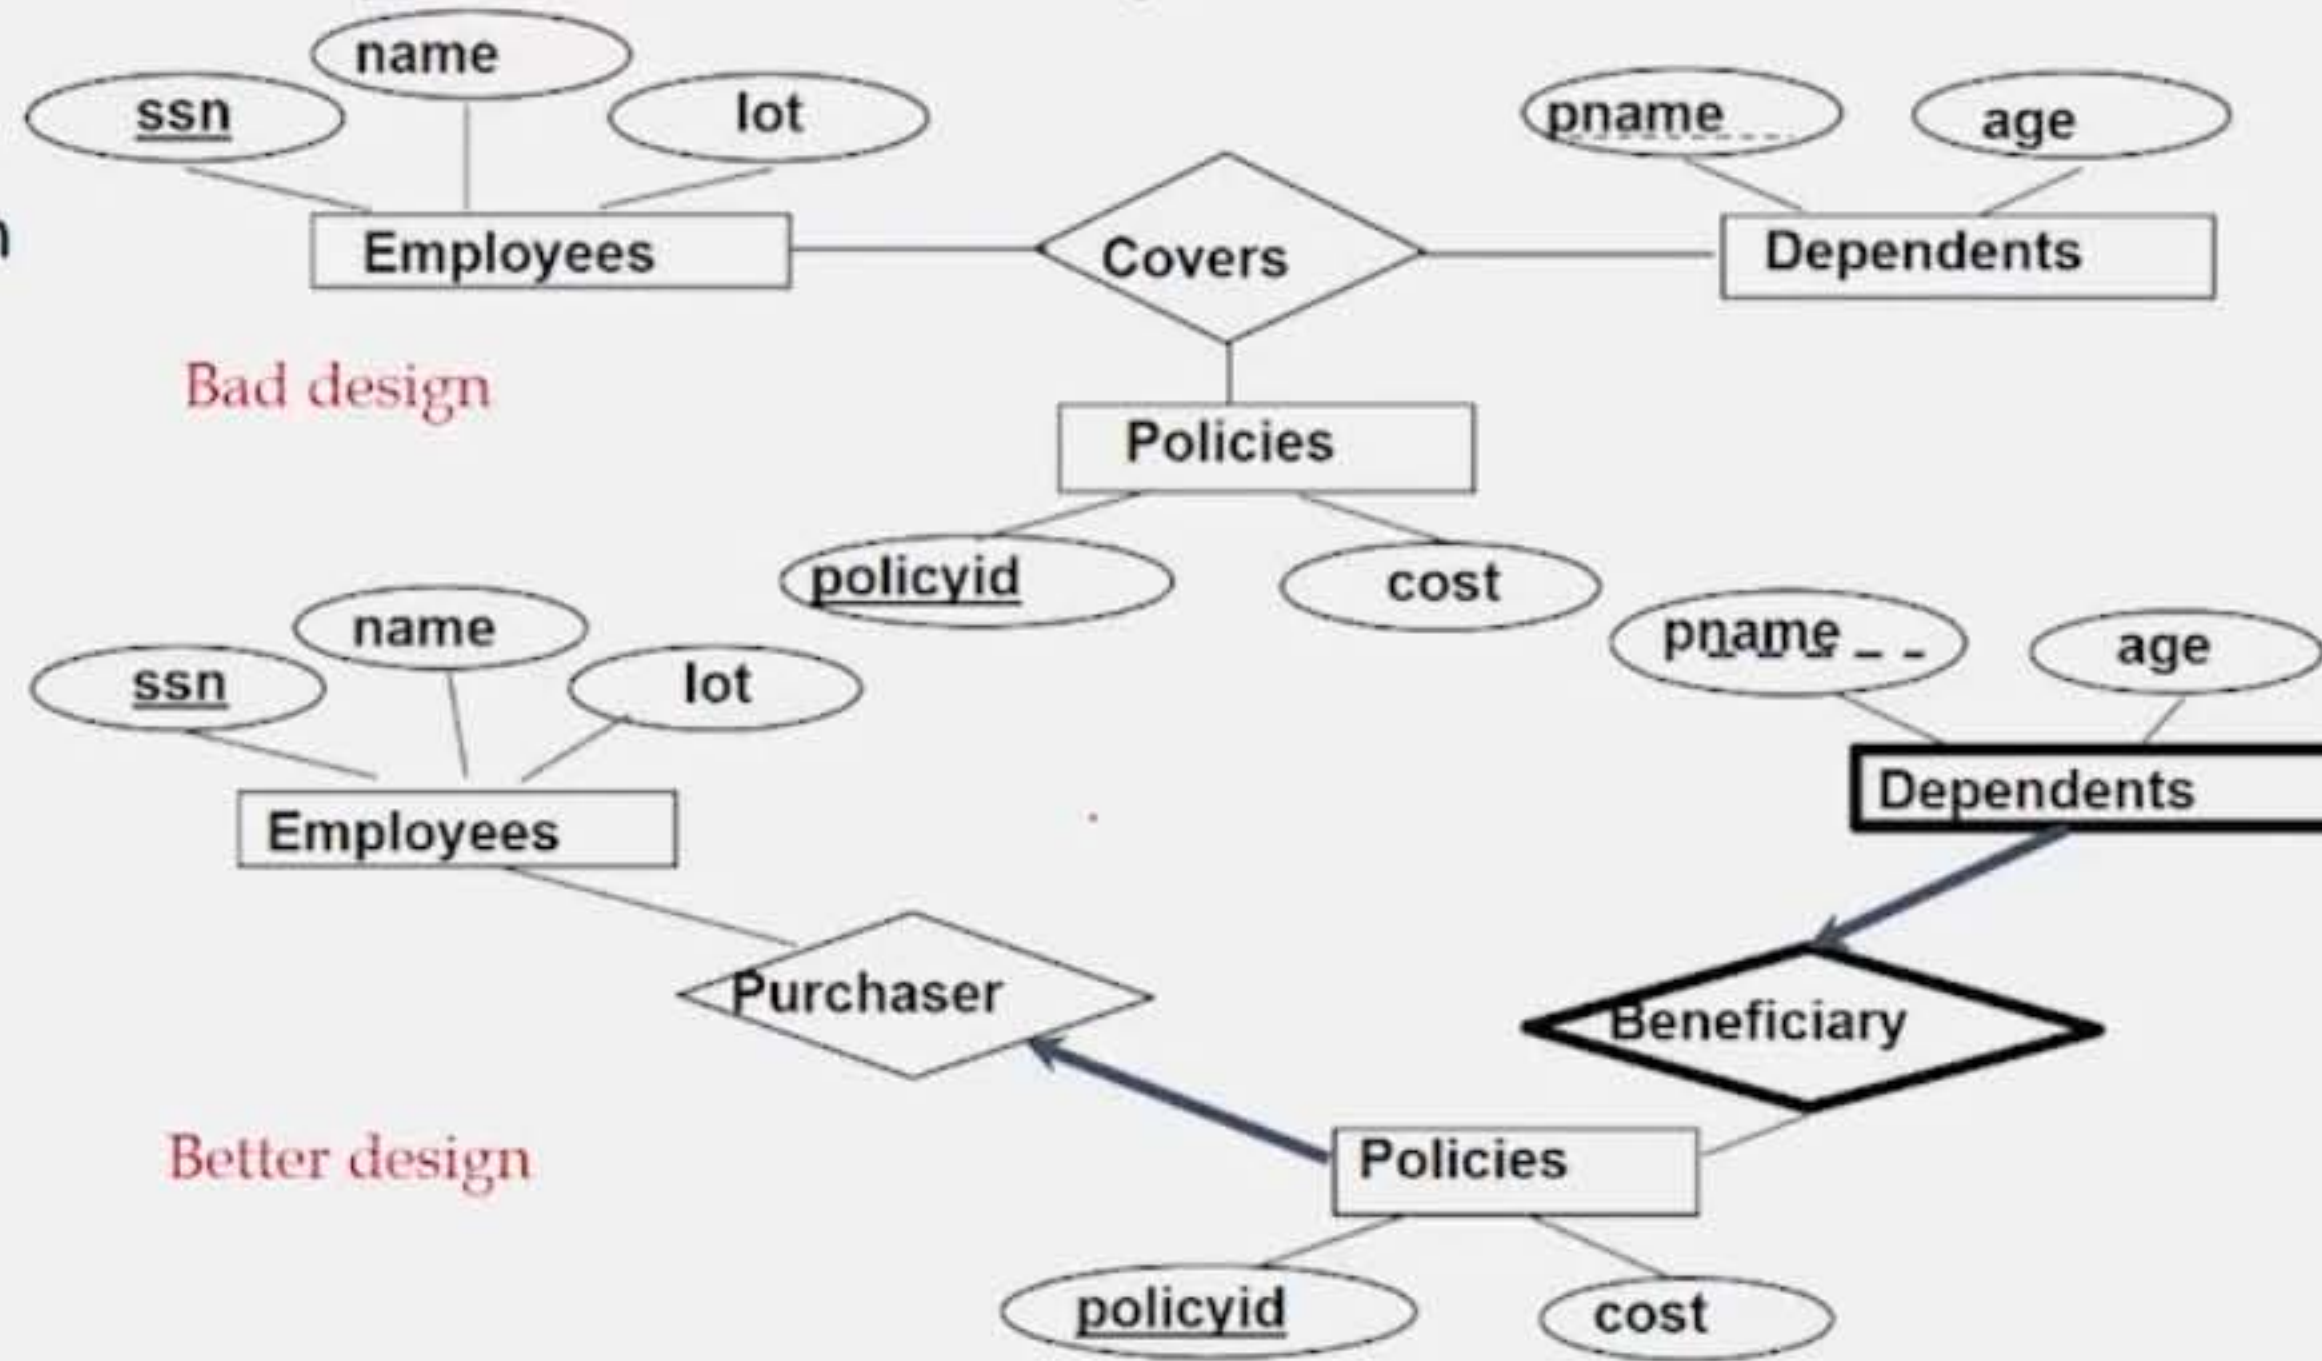 name
ssn
lot
pname
age
Employees
Covers
Dependents
Bad design
Policies
policyid
cost
name
ssn
lot
pname
age
Employees
Dependents
Purchaser
Beneficiary
Better design
Policies
policyid
cost